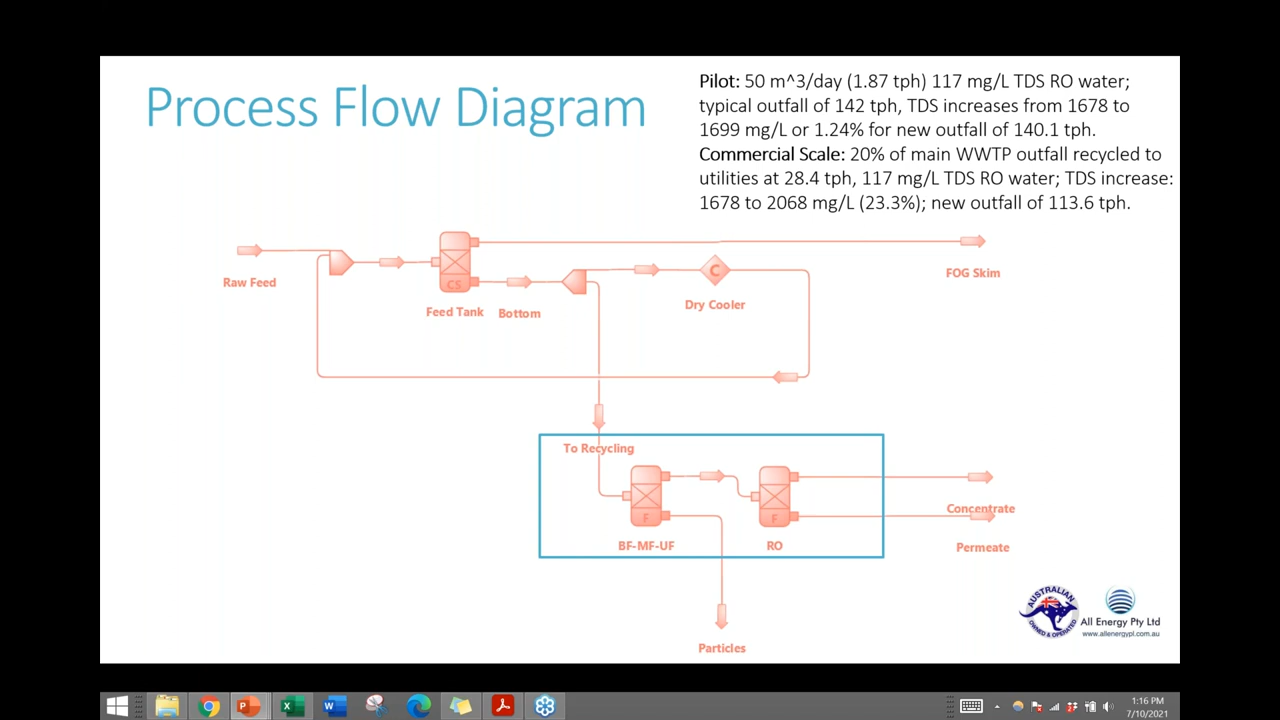 Process Flow Diagram
Pilot: 50 m^3/day (1.87 tph) 117 mg/L TDS RO water;
typical outfall of 142 tph, TDS increases from 1678 to
1699 mg/L or 1.24% for new outfall of 140.1 tph.
Commercial Scale: 20% of main WWTP outfall recycled to
utilities at 28.4 tph, 117 mg/L TDS RO water; TDS increase:
1678 to 2068 mg/L (23.3%); new outfall of 113.6 tph.
Raw Feed
CS
Feed Tank
Bottom
C
Dry Cooler
FOG Skim
To Recycling
F
BF-MF-UF
F
RO
Concentrate
Permeate
Particles
AUSTRALIAN
OWNED & OPERATED
All Energy Pty Ltd
www.allenergypl.com.au
1:16 PM
7/10/2021